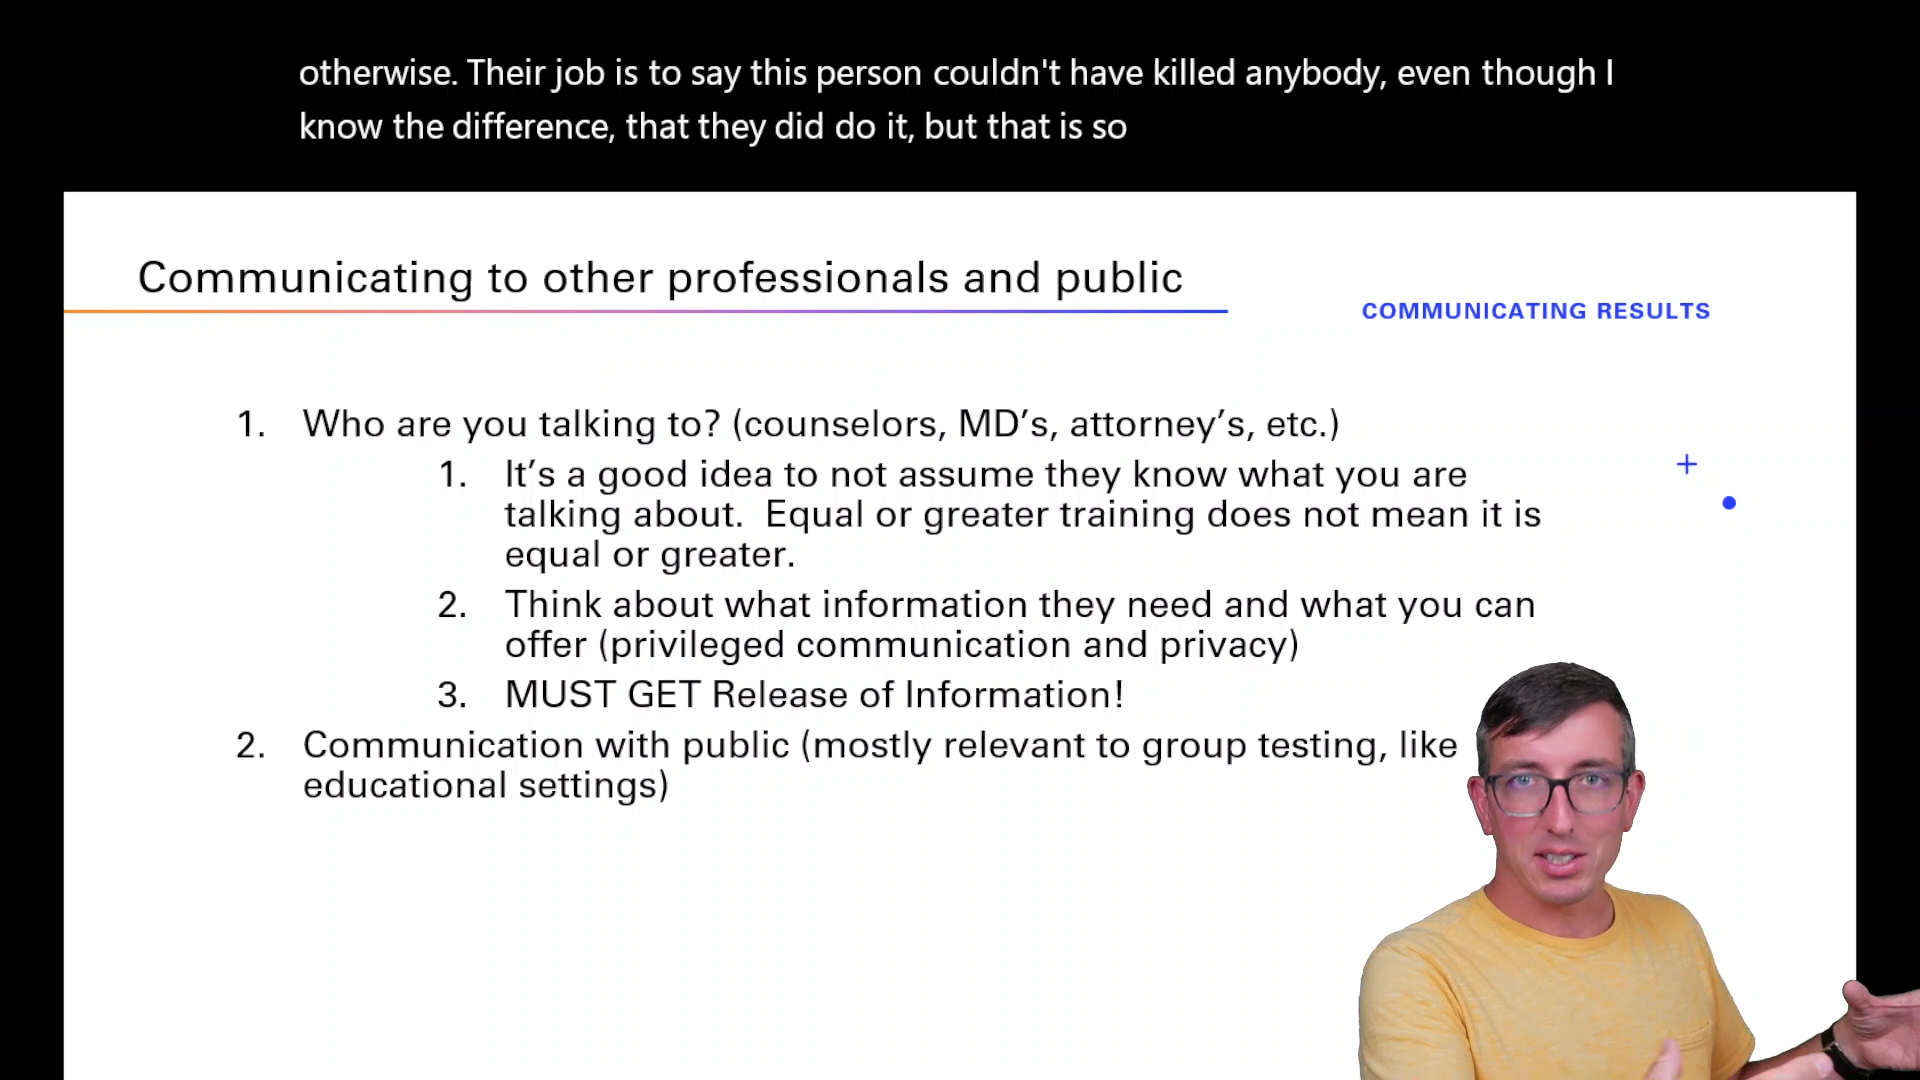 otherwise. Their job is to say this person couldn't have killed anybody, even though I
know the difference, that they did do it, but that is so
Communicating to other professionals and public
COMMUNICATING RESULTS
1. Who are you talking to? (counselors, MD’s, attorney’s, etc.)
1. It’s a good idea to not assume they know what you are
talking about. Equal or greater training does not mean it is
equal or greater.
2. Think about what information they need and what you can
offer (privileged communication and privacy)
3. MUST GET Release of Information!
2. Communication with public (mostly relevant to group testing, like
educational settings)